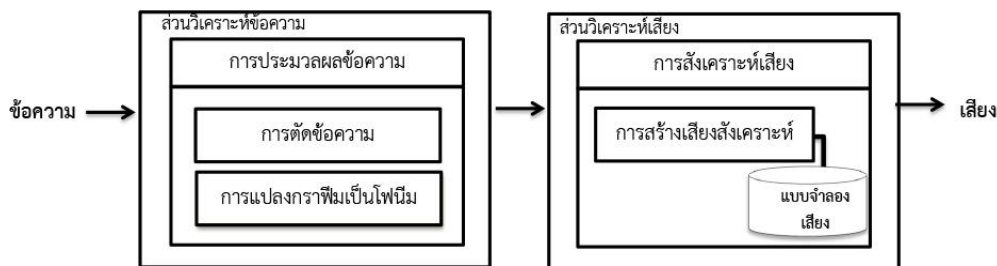 ส่วนวิเคราะห์ข้อความ
การประมวลผลข้อความ
ข้อความ
การตัดข้อความ
การแปลงกราฟีมเป็นโฟนีม
ส่วนวิเคราะห์เสียง
การสังเคราะห์เสียง
การสร้างเสียงสังเคราะห์
แบบจำลอง
เสียง
เสียง